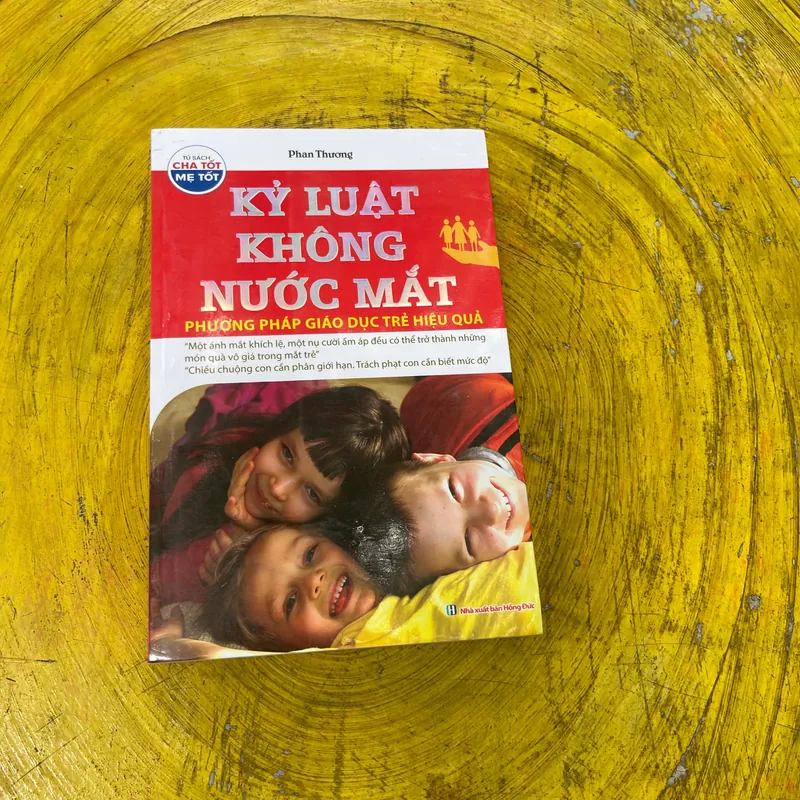 Phan Thương
TỦ SÁCH
CHA TỐT
MẸ TỐT
KỶ LUẬT
KHÔNG
NƯỚC MẮT
PHƯƠNG PHÁP GIÁO DỤC TRẺ HIỆU QUẢ
"Một ánh mắt khích lệ, một nụ cười ấm áp đều có thể trở thành những
món quà vô giá trong mắt trẻ"
"Chiều chuộng con cần phân giới hạn. Trách phạt con cần biết mức độ"
Nhà xuất bản Hồng Đức